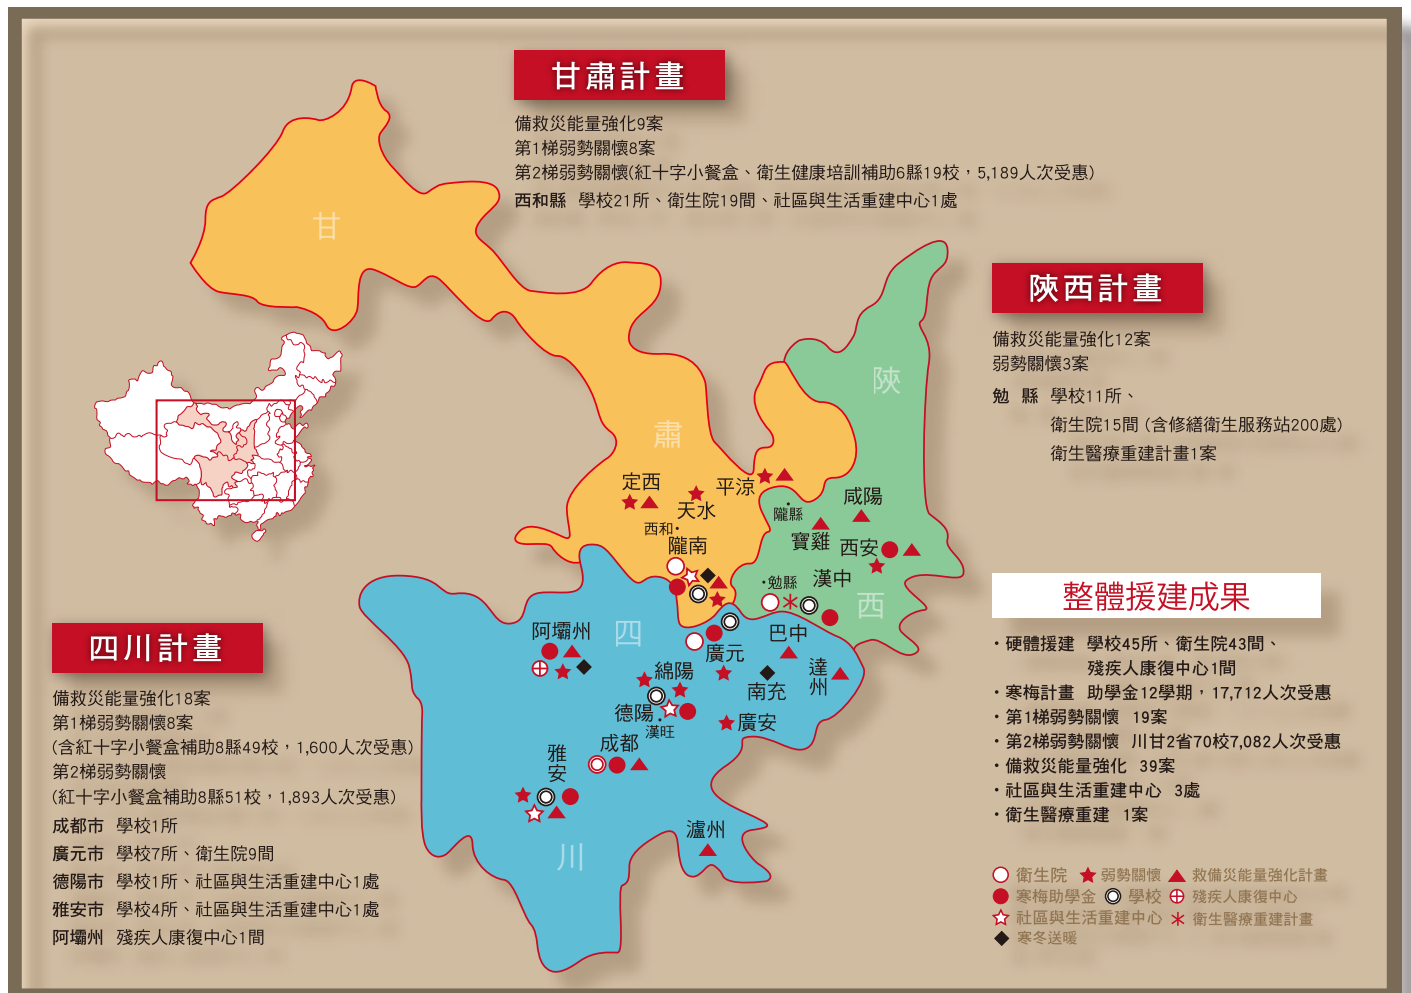 甘肅計畫
備救災能量強化9案
第1梯弱勢關懷8案
第2梯弱勢關懷(紅十字小餐盒、衛生健康培訓補助6縣19校，5,189人次受惠)
西和縣 學校21所、衛生院19間、社區與生活重建中心1處
陝西計畫
備救災能量強化12案
弱勢關懷3案
勉 縣 學校11所、
衛生院15間 (含修繕衛生服務站200處)
衛生醫療重建計畫1案
甘
肅
陝
西
四
川
定西
天水
平涼
西和·
隴南
隴縣
咸陽
寶雞
西安
·勉縣
漢中
阿壩州
廣元
巴中
綿陽
南充
達州
德陽
漢旺
廣安
成都
雅安
瀘州
四川計畫
備救災能量強化18案
第1梯弱勢關懷8案
(含紅十字小餐盒補助8縣49校，1,600人次受惠)
第2梯弱勢關懷
(紅十字小餐盒補助8縣51校，1,893人次受惠)
成都市 學校1所
廣元市 學校7所、衛生院9間
德陽市 學校1所、社區與生活重建中心1處
雅安市 學校4所、社區與生活重建中心1處
阿壩州 殘疾人康復中心1間
整體援建成果
·硬體援建 學校45所、衛生院43間、
殘疾人康復中心1間
·寒梅計畫 助學金12學期，17,712人次受惠
·第1梯弱勢關懷 19案
·第2梯弱勢關懷 川甘2省70校7,082人次受惠
·備救災能量強化 39案
·社區與生活重建中心 3處
·衛生醫療重建 1案
衛生院 弱勢關懷 救備災能量強化計畫
寒梅助學金 學校 殘疾人康復中心
社區與生活重建中心 衛生醫療重建計畫
寒冬送暖